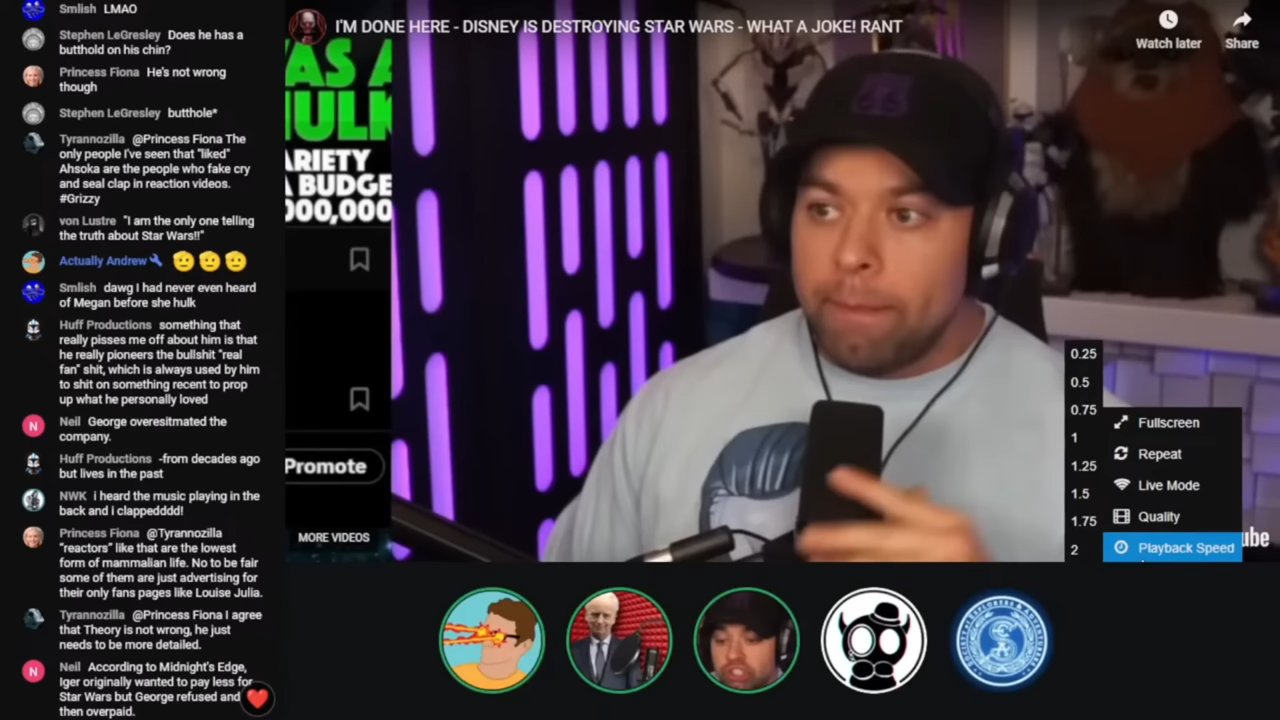 Smlish LMAO
Stephen LeGresley Does he has a
butthold on his chin?
Princess Fiona He's not wrong
though
Stephen LeGresley butthole*
Tyrannozilla @Princess Fiona The
only people I've seen that "liked"
Ahsoka are the people who fake cry
and seal clap in reaction videos.
#Grizzy
von Lustre "I am the only one telling
the truth about Star Wars!!"
Actually Andrew
Smlish dawg I had never even heard
of Megan before she hulk
Huff Productions something that
really pisses me off about him is that
he really pioneers the bullshit "real
fan" shit, which is always used by him
to shit on something recent to prop
up what he personally loved
N Neil George overesitmated the
company.
Huff Productions -from decades ago
but lives in the past
NWK i heard the music playing in the
back and i clappedddd!
Princess Fiona @Tyrannozilla
"reactors" like that are the lowest
form of mammalian life. No to be fair
some of them are just advertising for
their only fans pages like Louise Julia.
Tyrannozilla @Princess Fiona I agree
that Theory is not wrong, he just
needs to be more detailed.
N Neil According to Midnight's Edge,
Iger originally wanted to pay less for
Star Wars but George refused and
then overpaid.
I'M DONE HERE - DISNEY IS DESTROYING STAR WARS - WHAT A JOKE! RANT
Watch later
Share
AS A
HULK
ARIETY
A BUDGE
000,000
Promote
MORE VIDEOS
0.25
0.5
0.75
1
1.25
1.5
1.75
2
Fullscreen
Repeat
Live Mode
Quality
Playback Speed
ube